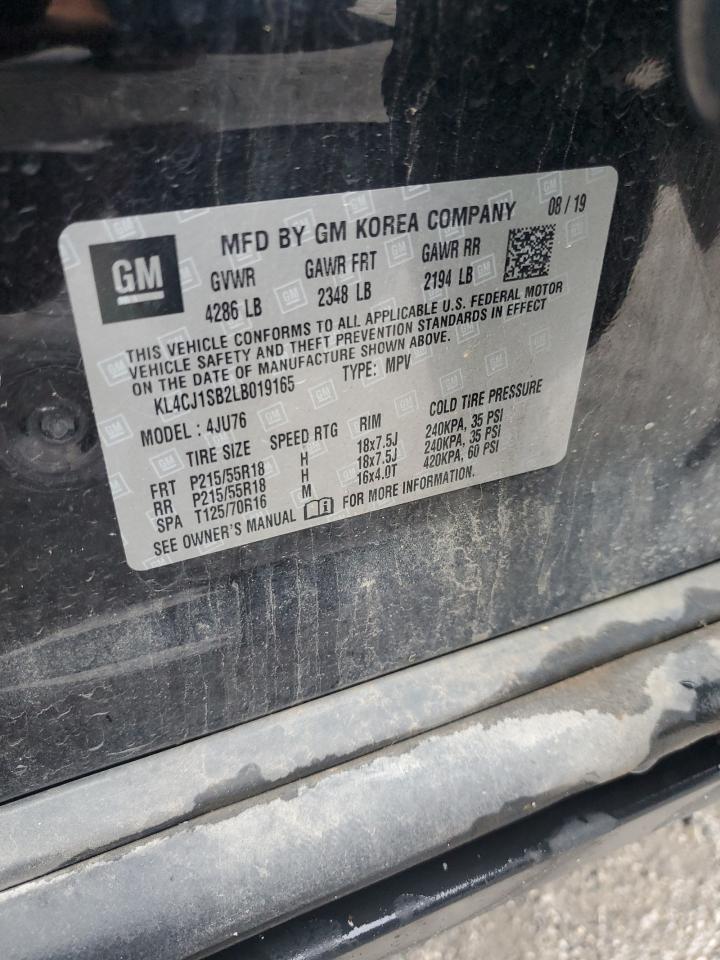 GM
MFD BY GM KOREA COMPANY 08 / 19
GVWR GAWR FRT GAWR RR
4286 LB 2348 LB 2194 LB
THIS VEHICLE CONFORMS TO ALL APPLICABLE U.S. FEDERAL MOTOR
VEHICLE SAFETY AND THEFT PREVENTION STANDARDS IN EFFECT
ON THE DATE OF MANUFACTURE SHOWN ABOVE.
KL4CJ1SB2LB019165 TYPE: MPV
MODEL : 4JU76
TIRE SIZE SPEED RTG RIM COLD TIRE PRESSURE
FRT P215/55R18 H 18x7.5J 240KPA, 35 PSI
RR P215/55R18 H 18x7.5J 240KPA, 35 PSI
SPA T125/70R16 M 16x4.0T 420KPA, 60 PSI
SEE OWNER'S MANUAL FOR MORE INFORMATION.